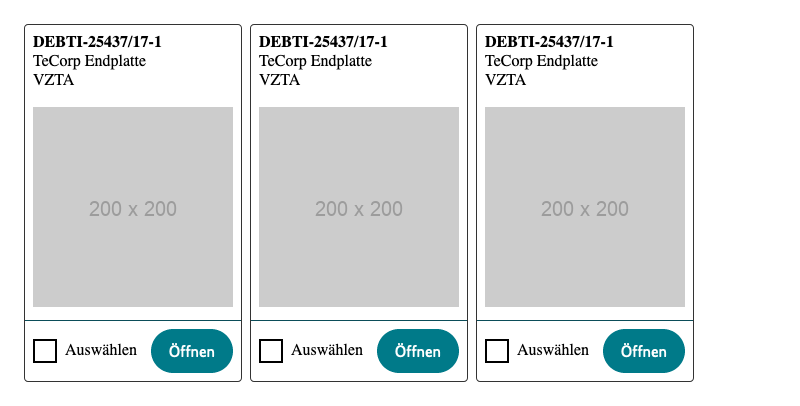 DEBTI-25437/17-1
TeCorp Endplatte
VZTA
200 x 200
Auswählen
Öffnen
DEBTI-25437/17-1
TeCorp Endplatte
VZTA
200 x 200
Auswählen
Öffnen
DEBTI-25437/17-1
TeCorp Endplatte
VZTA
200 x 200
Auswählen
Öffnen